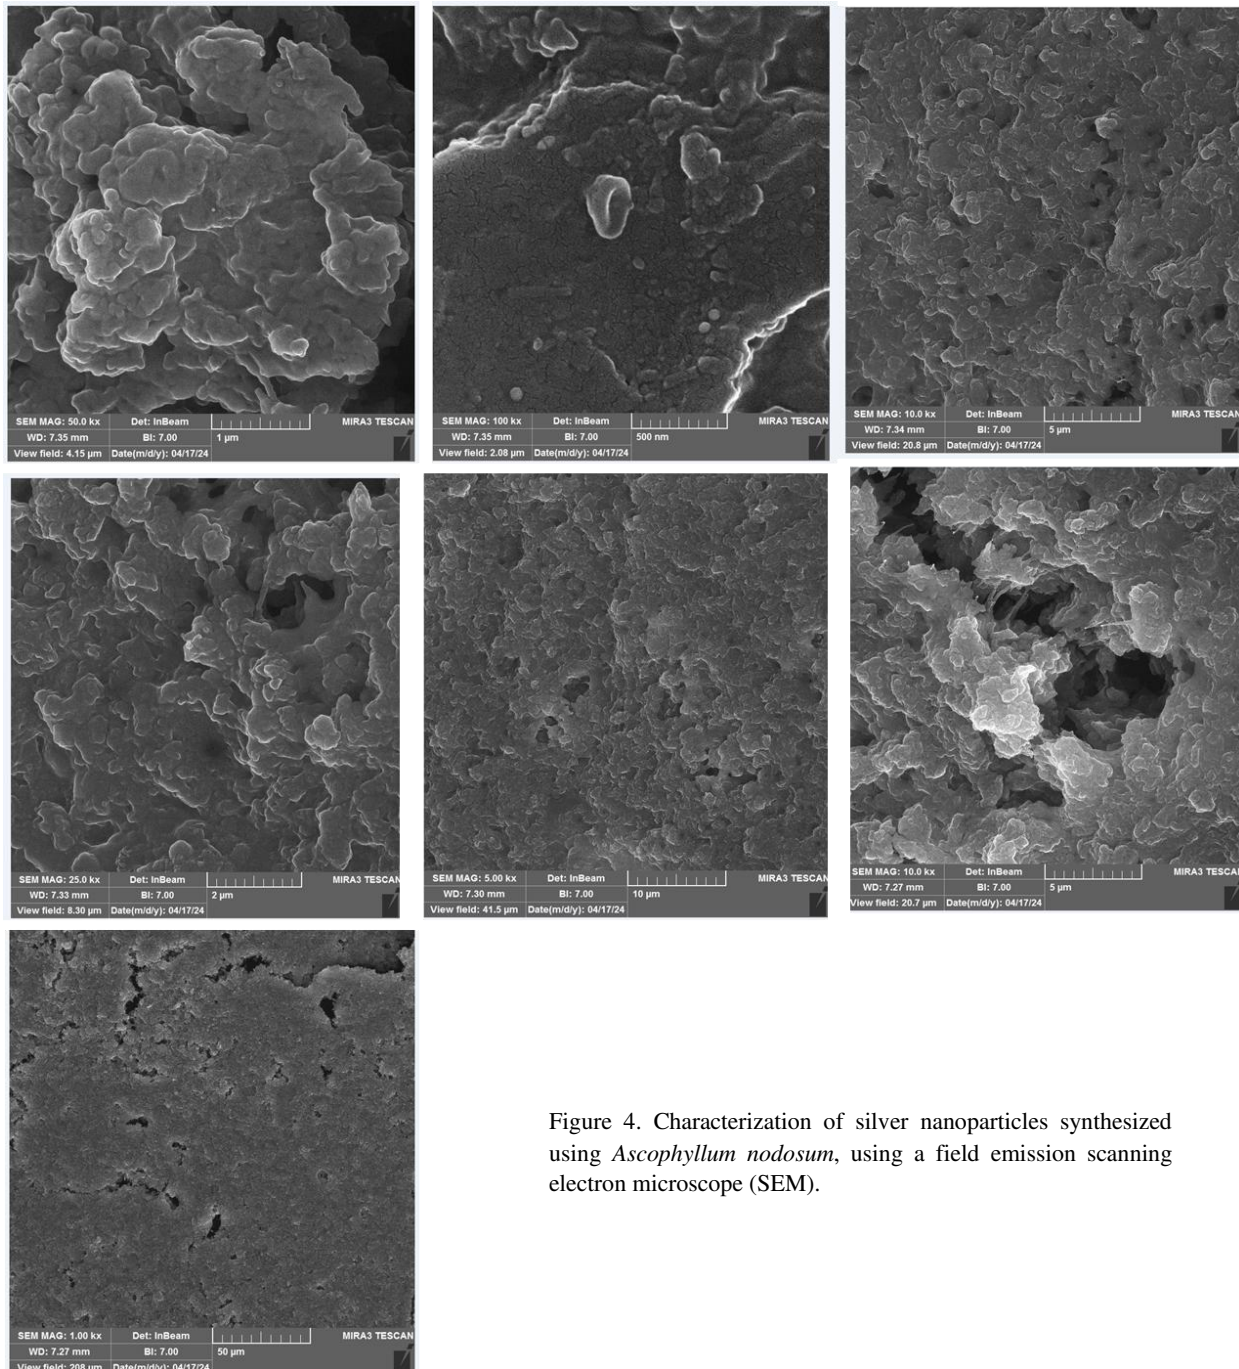 SEM MAG: 50.0 kx Det: InBeam MIRA3 TESCAN
WD: 7.35 mm BI: 7.00 1 µm
View field: 4.15 µm Date(m/d/y): 04/17/24
SEM MAG: 100 kx Det: InBeam MIRA3 TESCAN
WD: 7.35 mm BI: 7.00 500 nm
View field: 2.08 µm Date(m/d/y): 04/17/24
SEM MAG: 10.0 kx Det: InBeam MIRA3 TESCAN
WD: 7.34 mm BI: 7.00 5 µm
View field: 20.8 µm Date(m/d/y): 04/17/24
SEM MAG: 25.0 kx Det: InBeam MIRA3 TESCAN
WD: 7.33 mm BI: 7.00 2 µm
View field: 8.30 µm Date(m/d/y): 04/17/24
SEM MAG: 5.00 kx Det: InBeam MIRA3 TESCAN
WD: 7.30 mm BI: 7.00 10 µm
View field: 41.5 µm Date(m/d/y): 04/17/24
SEM MAG: 10.0 kx Det: InBeam MIRA3 TESCAN
WD: 7.27 mm BI: 7.00 5 µm
View field: 20.7 µm Date(m/d/y): 04/17/24
SEM MAG: 1.00 kx Det: InBeam MIRA3 TESCAN
WD: 7.27 mm BI: 7.00 50 µm
View field: 208 µm Date(m/d/y): 04/17/24
Figure 4. Characterization of silver nanoparticles synthesized
using Ascophyllum nodosum, using a field emission scanning
electron microscope (SEM).